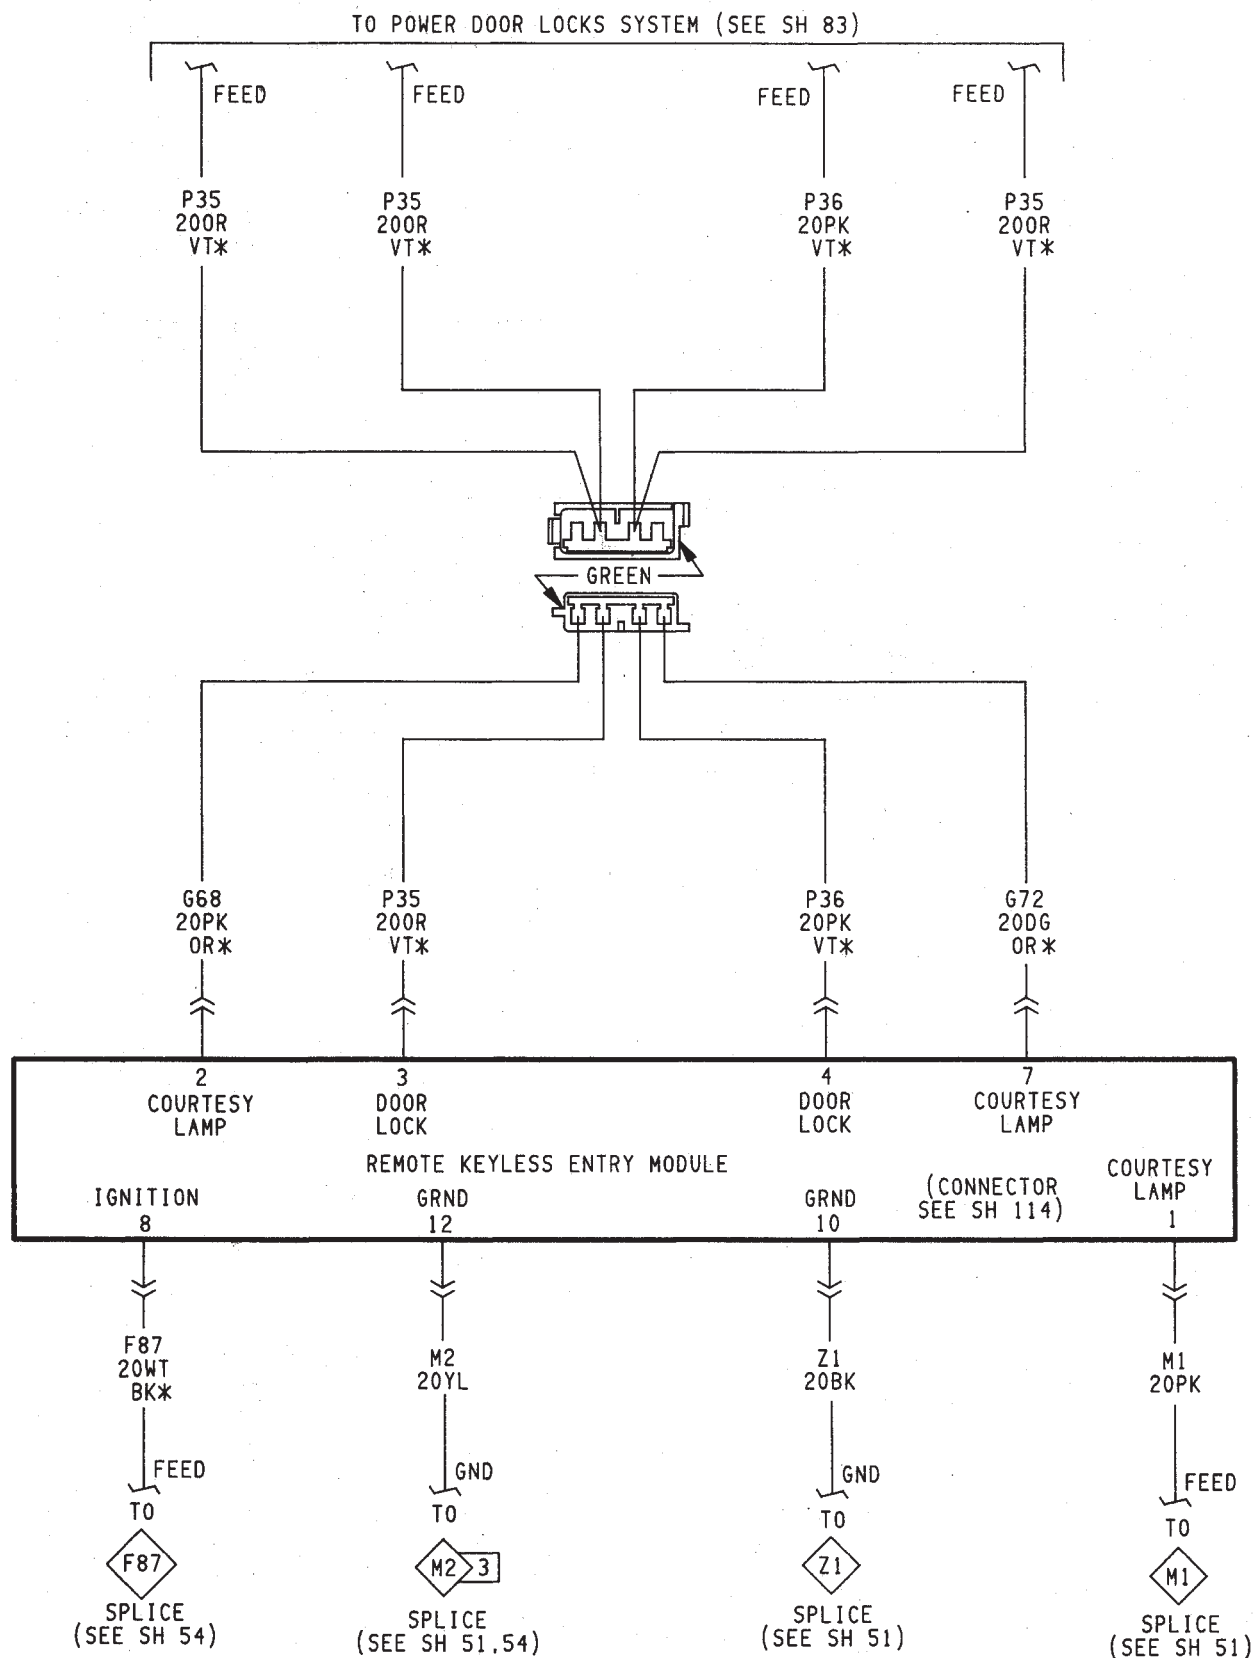 TO POWER DOOR LOCKS SYSTEM (SEE SH 83)
FEED
FEED
FEED
FEED
P35
20OR
VT*
P35
20OR
VT*
P36
20PK
VT*
P35
20OR
VT*
GREEN
G68
20PK
OR*
P35
20OR
VT*
P36
20PK
VT*
G72
20DG
OR*
2
COURTESY
LAMP
3
DOOR
LOCK
4
DOOR
LOCK
7
COURTESY
LAMP
REMOTE KEYLESS ENTRY MODULE
IGNITION
8
GRND
12
GRND
10
(CONNECTOR
SEE SH 114)
COURTESY
LAMP
1
F87
20WT
BK*
M2
20YL
Z1
20BK
M1
20PK
FEED
GND
GND
FEED
TO
TO
TO
TO
F87
M2 3
Z1
M1
SPLICE
(SEE SH 54)
SPLICE
(SEE SH 51,54)
SPLICE
(SEE SH 51)
SPLICE
(SEE SH 51)